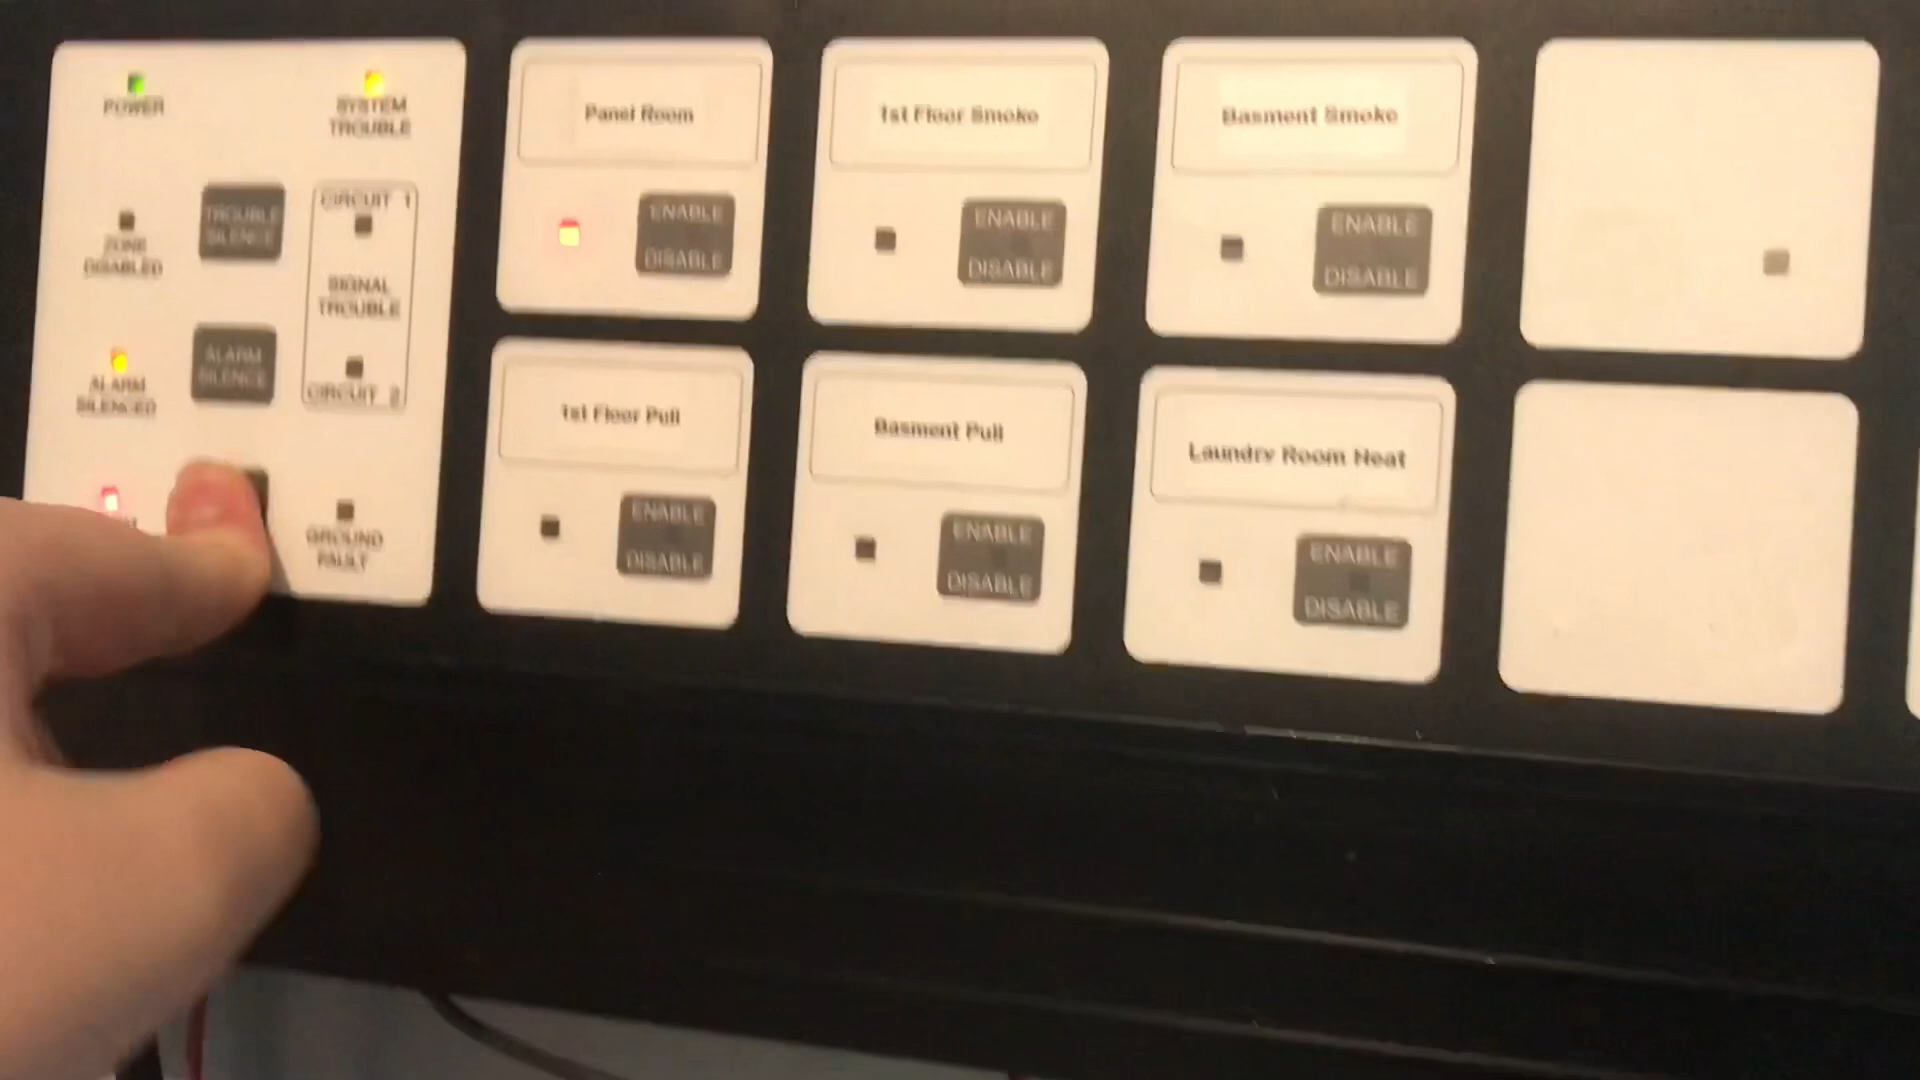 POWER
SYSTEM
TROUBLE
ZONE
DISABLED
TROUBLE
SILENCE
CIRCUIT 1
SIGNAL
TROUBLE
CIRCUIT 2
ALARM
SILENCED
ALARM
SILENCE
GROUND
FAULT
Panel Room
ENABLE
DISABLE
1st Floor Smoke
ENABLE
DISABLE
Basment Smoke
ENABLE
DISABLE
1st Floor Pull
ENABLE
DISABLE
Basment Pull
ENABLE
DISABLE
Laundry Room Heat
ENABLE
DISABLE